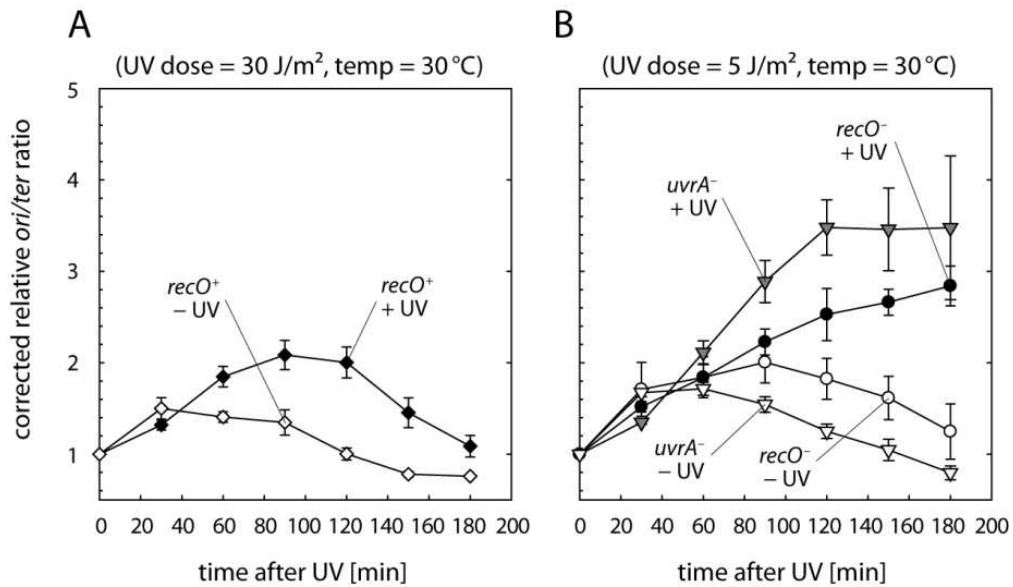 A
(UV dose = 30 J/m², temp = 30 °C)
corrected relative ori/ter ratio
5
4
3
2
1
recO⁺
– UV
recO⁺
+ UV
0 20 40 60 80 100 120 140 160 180 200
time after UV [min]
B
(UV dose = 5 J/m², temp = 30 °C)
recO⁻
+ UV
uvrA⁻
+ UV
uvrA⁻
– UV
recO⁻
– UV
0 20 40 60 80 100 120 140 160 180 200
time after UV [min]